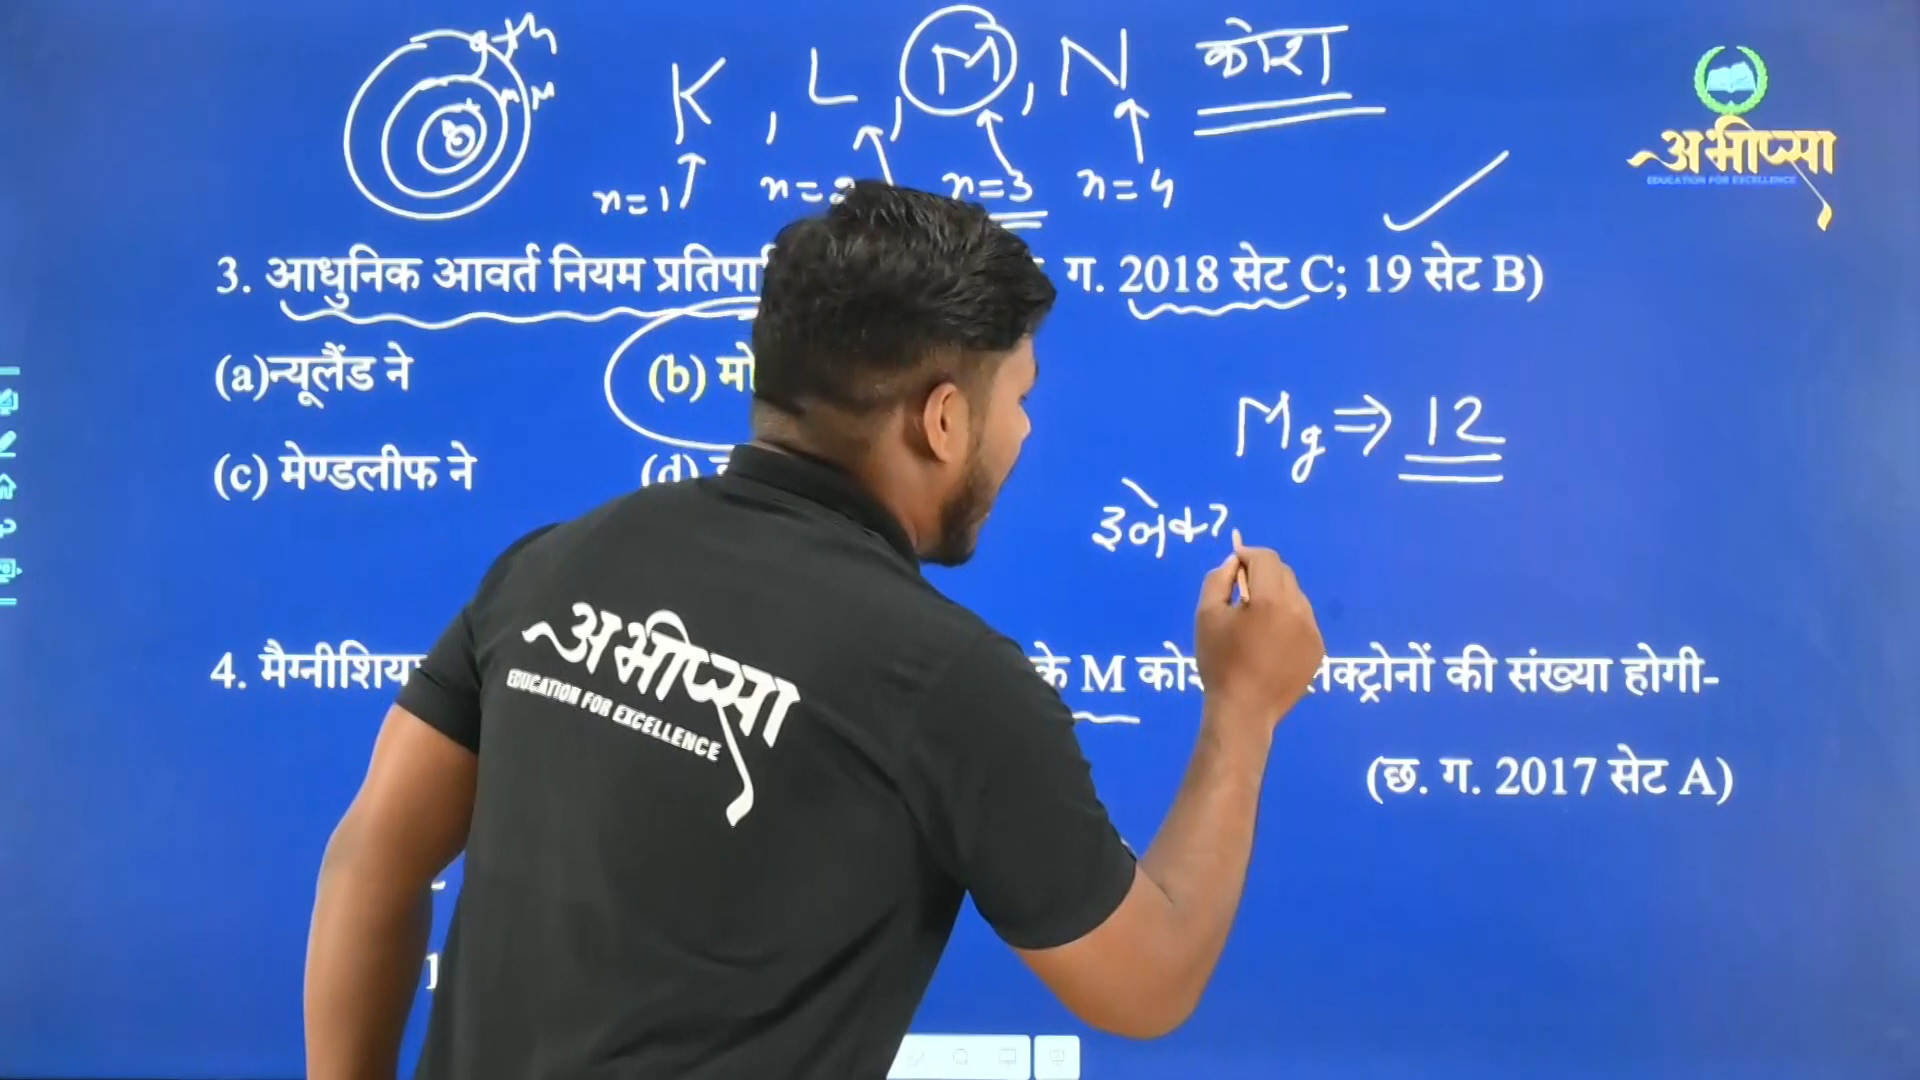 K , L , M , N कोश
n=1 n=2 n=3 n=4
अभीप्सा
EDUCATION FOR EXCELLENCE
3. आधुनिक आवर्त नियम ग. 2018 सेट C; 19 सेट B)
(a)न्यूलैंड ने (b)
(c) मेण्डलीफ ने (d)
Mg ⇒ 12
4. के M लेक्ट्रोनों की संख्या होगी-
(छ. ग. 2017 सेट A)
अभीप्सा
EDUCATION FOR EXCELLENCE